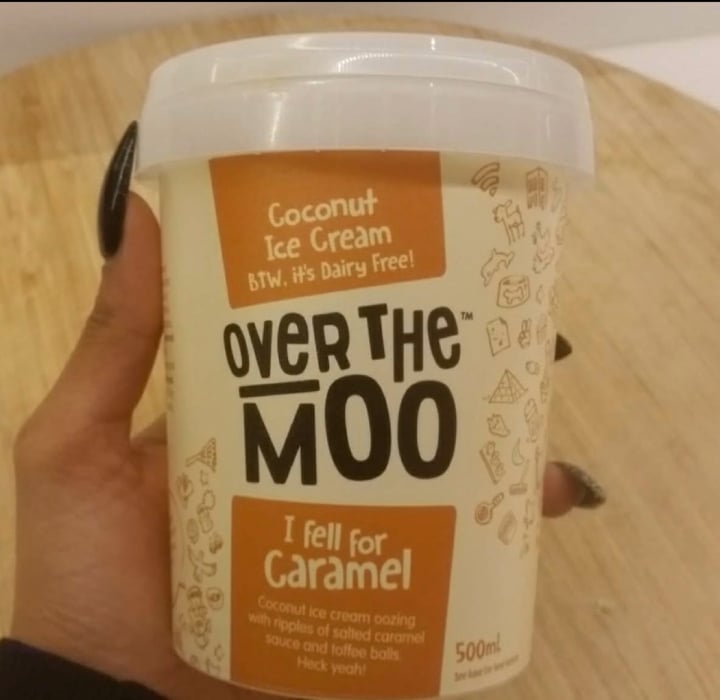 Coconut
Ice Cream
BTW, it's Dairy Free!
OVER THE™
MOO
I fell for
Caramel
Coconut ice cream oozing
with ripples of salted caramel
sauce and toffee balls.
Heck yeah!
500mL